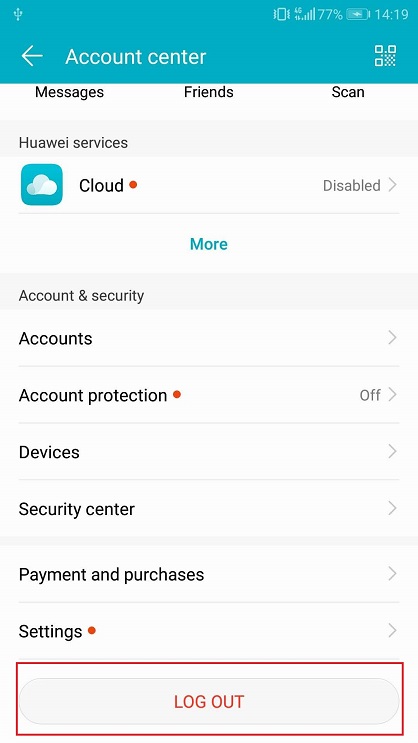 4G 77% 14:19
Account center
Messages Friends Scan
Huawei services
Cloud Disabled
More
Account & security
Accounts
Account protection Off
Devices
Security center
Payment and purchases
Settings
LOG OUT